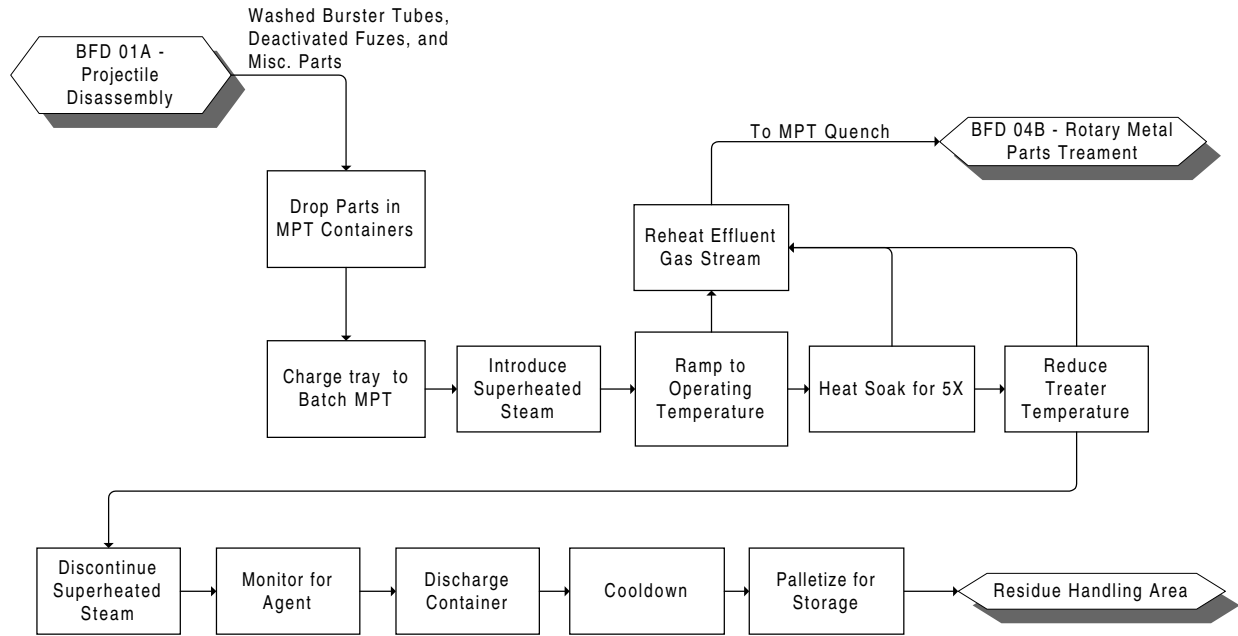 Washed Burster Tubes,
Deactivated Fuzes, and
Misc. Parts
BFD 01A -
Projectile
Disassembly
To MPT Quench
BFD 04B - Rotary Metal
Parts Treament
Drop Parts in
MPT Containers
Reheat Effluent
Gas Stream
Charge tray to
Batch MPT
Introduce
Superheated
Steam
Ramp to
Operating
Temperature
Heat Soak for 5X
Reduce
Treater
Temperature
Discontinue
Superheated
Steam
Monitor for
Agent
Discharge
Container
Cooldown
Palletize for
Storage
Residue Handling Area